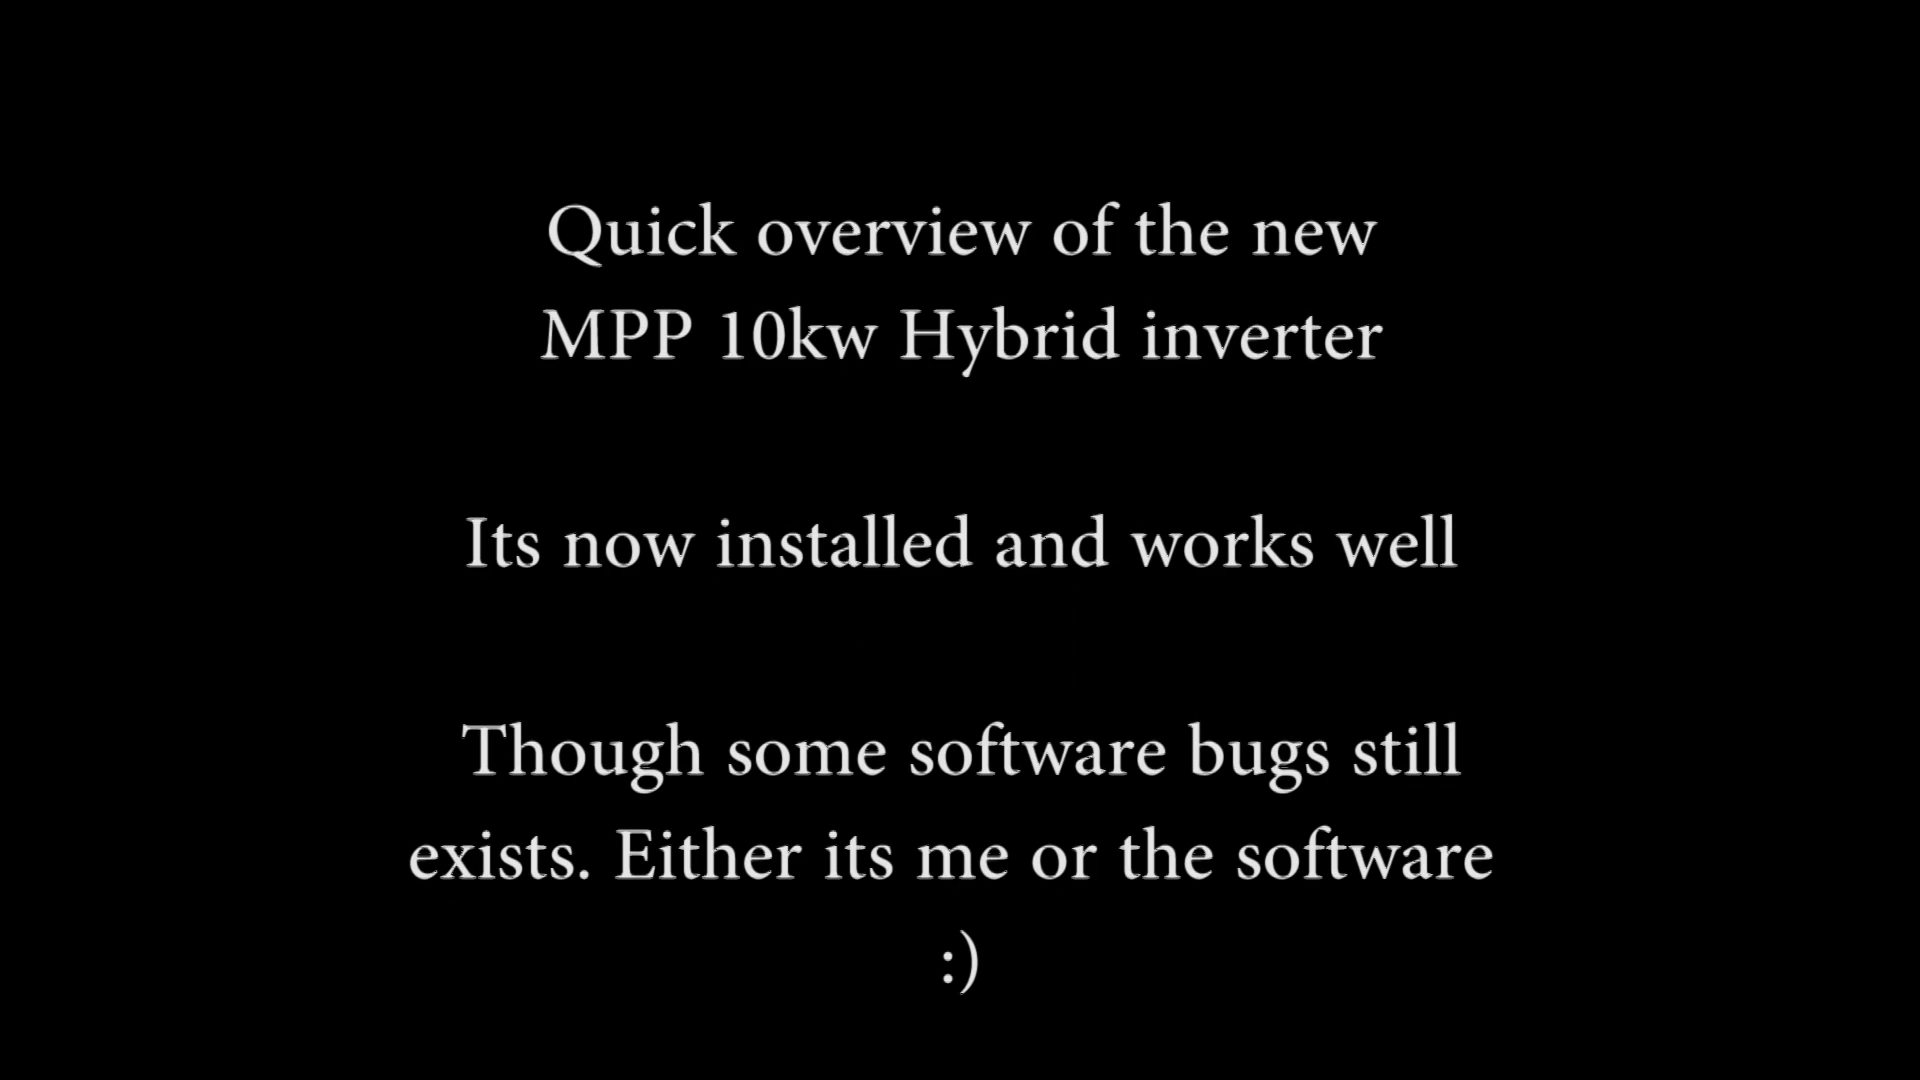 Quick overview of the new
MPP 10kw Hybrid inverter
Its now installed and works well
Though some software bugs still
exists. Either its me or the software
:)